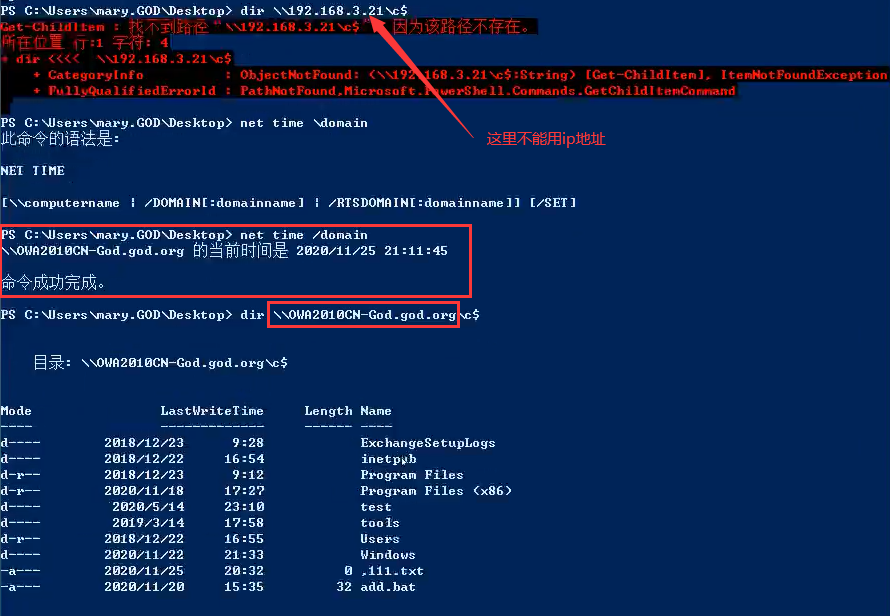 PS C:\Users\mary.GOD\Desktop> dir \\192.168.3.21\c$
Get-ChildItem : 找不到路径“\\192.168.3.21\c$”，因为该路径不存在。
所在位置 行:1 字符: 4
+ dir <<<< \\192.168.3.21\c$
+ CategoryInfo : ObjectNotFound: (\\192.168.3.21\c$:String) [Get-ChildItem], ItemNotFoundException
+ FullyQualifiedErrorId : PathNotFound,Microsoft.PowerShell.Commands.GetChildItemCommand
PS C:\Users\mary.GOD\Desktop> net time \domain
此命令的语法是:
这里不能用ip地址
NET TIME
[\\computername | /DOMAIN[:domainname] | /RTSDOMAIN[:domainname]] [/SET]
PS C:\Users\mary.GOD\Desktop> net time /domain
\\OWA2010CN-God.god.org 的当前时间是 2020/11/25 21:11:45
命令成功完成。
PS C:\Users\mary.GOD\Desktop> dir \\OWA2010CN-God.god.org\c$
目录: \\OWA2010CN-God.god.org\c$
Mode LastWriteTime Length Name
---- ------------- ------ ----
d---- 2018/12/23 9:28 ExchangeSetupLogs
d---- 2018/12/22 16:54 inetpub
d-r-- 2018/12/23 9:12 Program Files
d-r-- 2020/11/18 17:27 Program Files (x86)
d---- 2020/5/14 23:10 test
d---- 2019/3/14 17:58 tools
d-r-- 2018/12/22 16:55 Users
d---- 2020/11/22 21:33 Windows
-a--- 2020/11/25 20:32 0 ,111.txt
-a--- 2020/11/20 15:35 32 add.bat